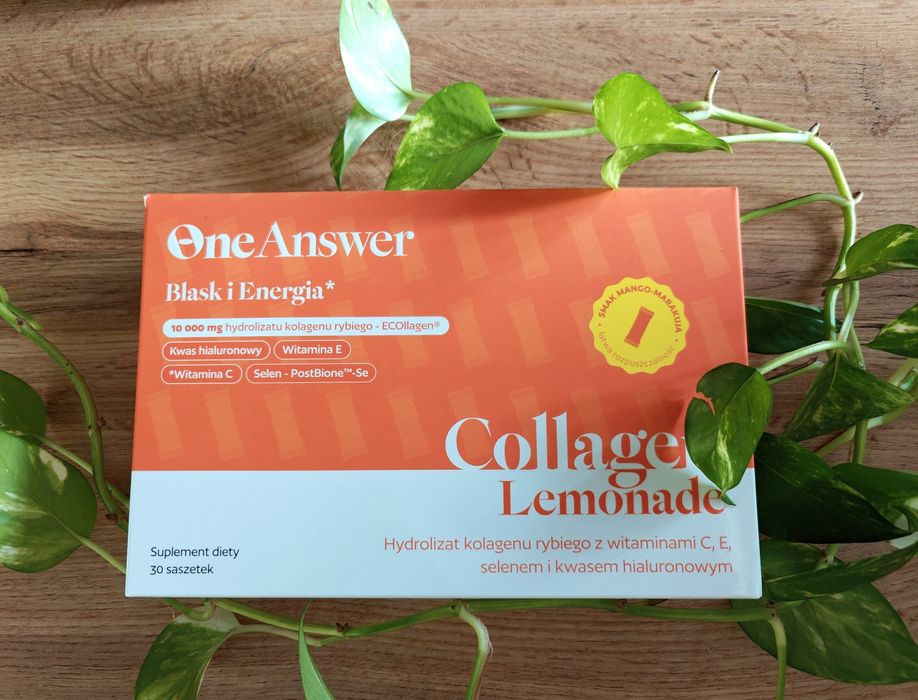 OneAnswer
Blask i Energia*
10 000 mg hydrolizatu kolagenu rybiego - ECOllagen®
Kwas hialuronowy
Witamina E
*Witamina C
Selen - PostBione™-Se
• SMAK MANGO-MARAKUJA •
łatwa rozpuszczalność
Collagen
Lemonade
Hydrolizat kolagenu rybiego z witaminami C, E,
selenem i kwasem hialuronowym
Suplement diety
30 saszetek